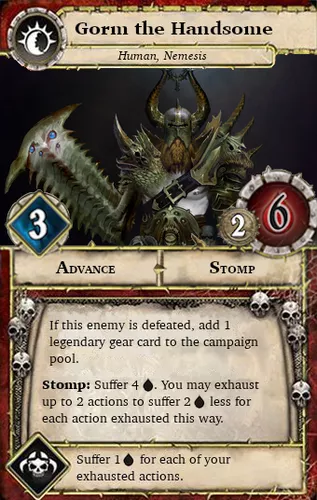 Gorm the Handsome
Human, Nemesis
3
2
6
Advance
Stomp
If this enemy is defeated, add 1
legendary gear card to the campaign
pool.
Stomp: Suffer 4. You may exhaust
up to 2 actions to suffer 2 less for
each action exhausted this way.
Suffer 1 for each of your
exhausted actions.